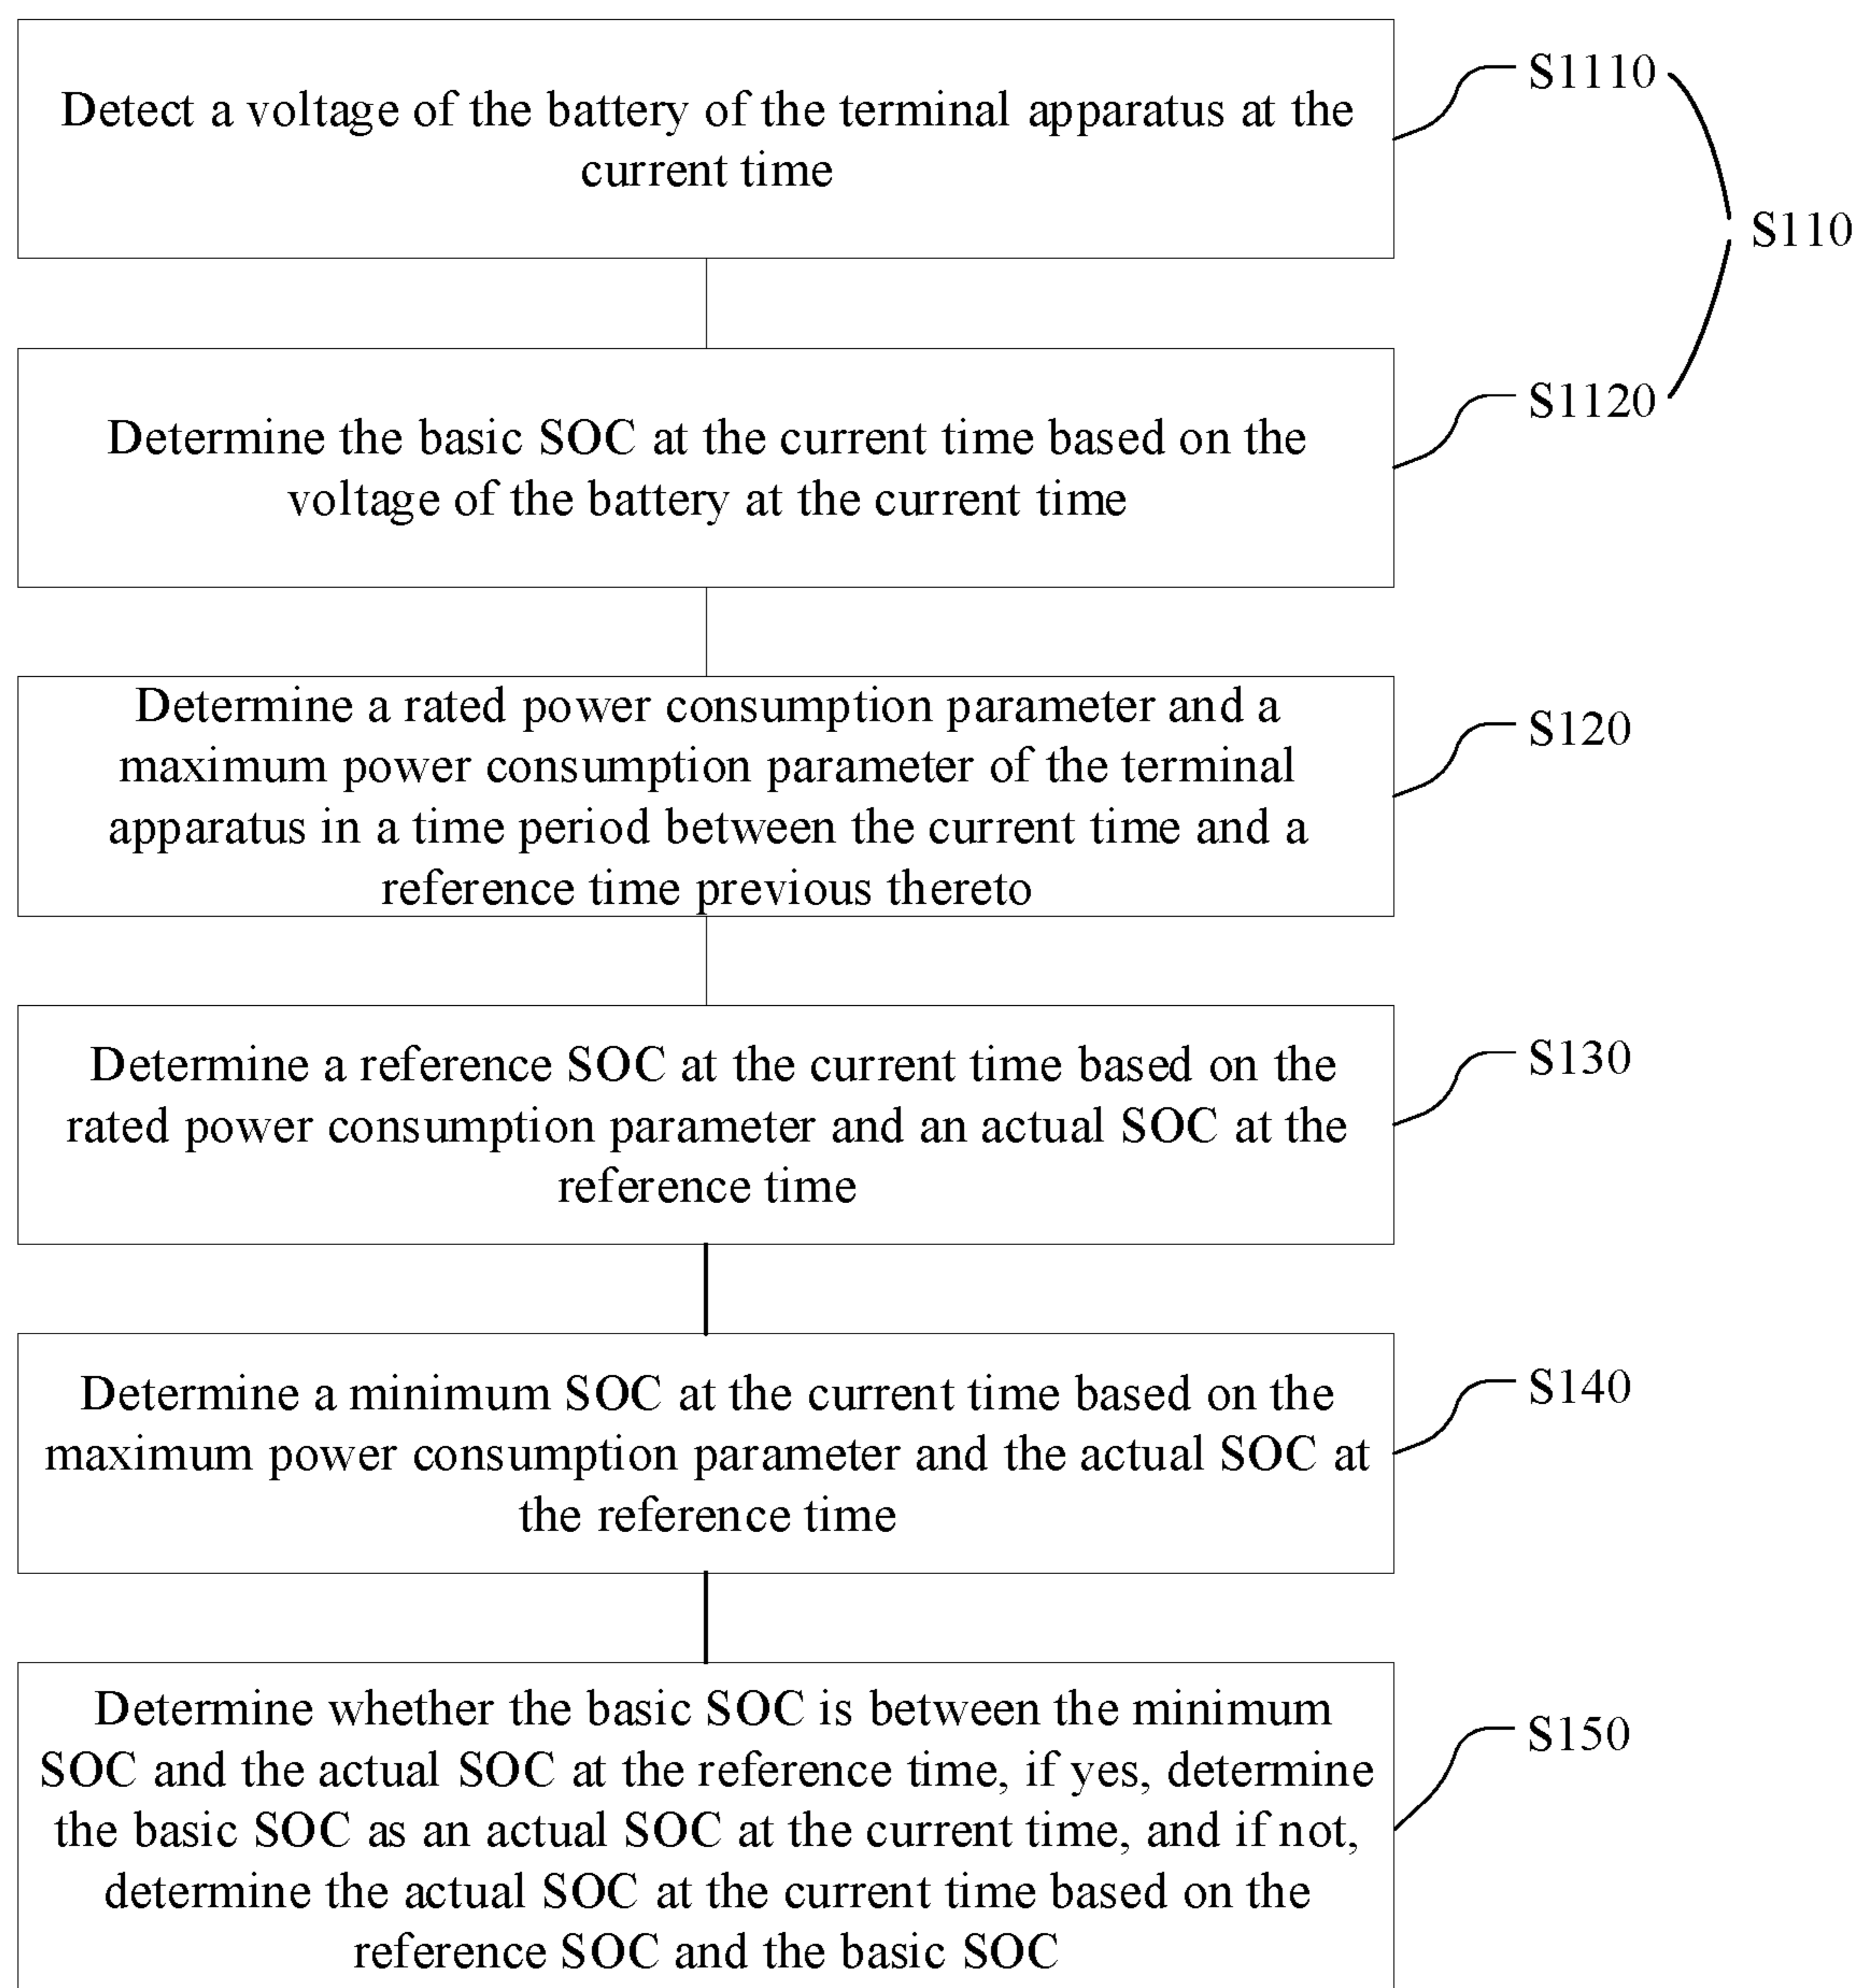 Detect a voltage of the battery of the terminal apparatus at the
current time
S1110
S110
Determine the basic SOC at the current time based on the
voltage of the battery at the current time
S1120
Determine a rated power consumption parameter and a
maximum power consumption parameter of the terminal
apparatus in a time period between the current time and a
reference time previous thereto
S120
Determine a reference SOC at the current time based on the
rated power consumption parameter and an actual SOC at the
reference time
S130
Determine a minimum SOC at the current time based on the
maximum power consumption parameter and the actual SOC at
the reference time
S140
Determine whether the basic SOC is between the minimum
SOC and the actual SOC at the reference time, if yes, determine
the basic SOC as an actual SOC at the current time, and if not,
determine the actual SOC at the current time based on the
reference SOC and the basic SOC
S150